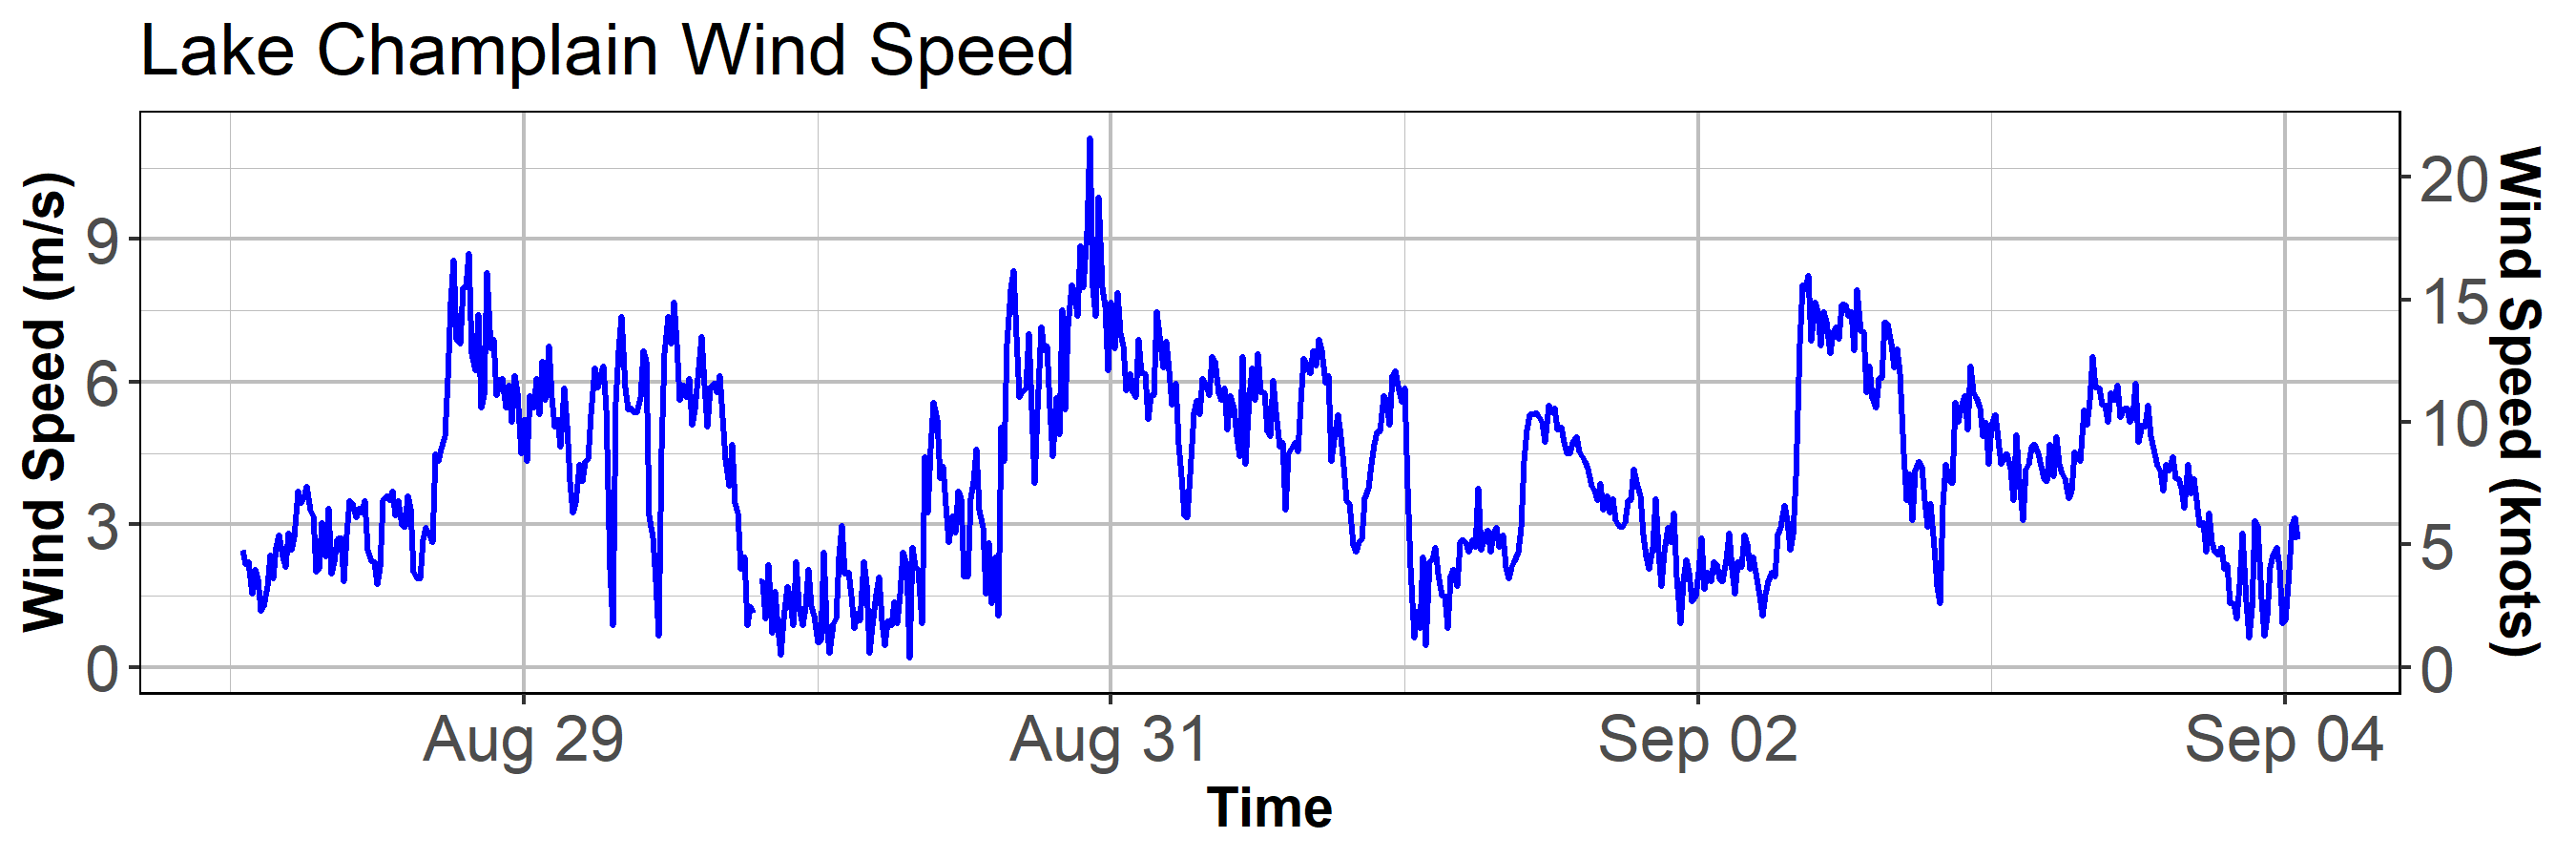 Lake Champlain Wind Speed
Wind Speed (m/s)
9
6
3
0
20
15
10
5
0
Wind Speed (knots)
Aug 29
Aug 31
Sep 02
Sep 04
Time